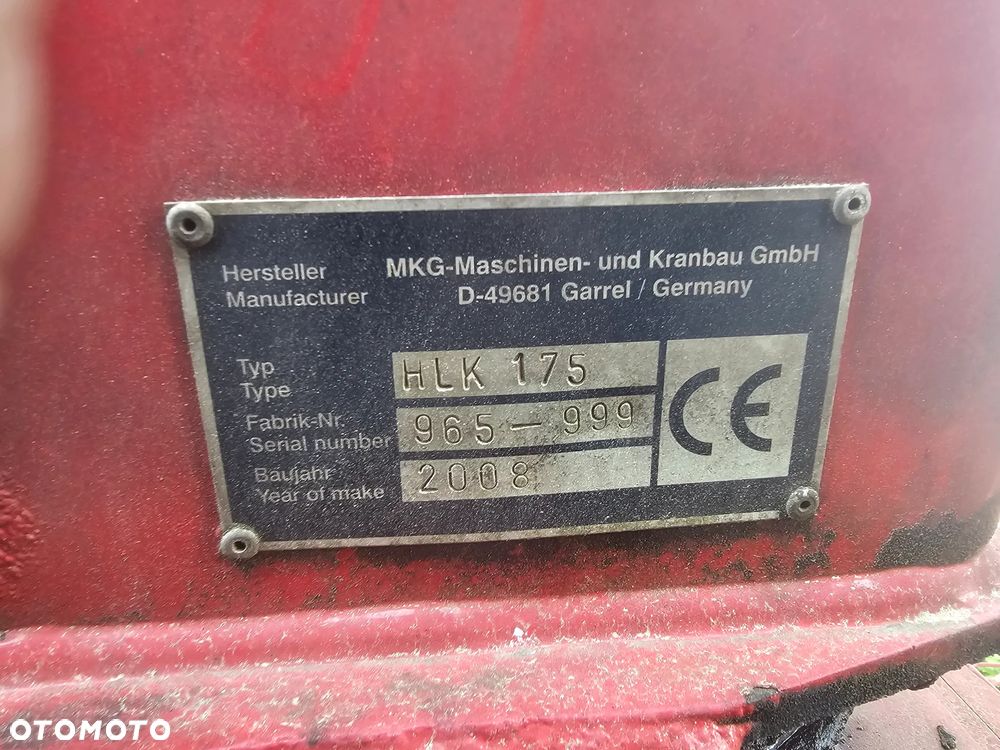 Hersteller
Manufacturer
MKG-Maschinen- und Kranbau GmbH
D-49681 Garrel / Germany
Typ
Type
HLK 175
Fabrik-Nr.
Serial number
965-999
Baujahr
Year of make
2008
CE
OTOMOTO